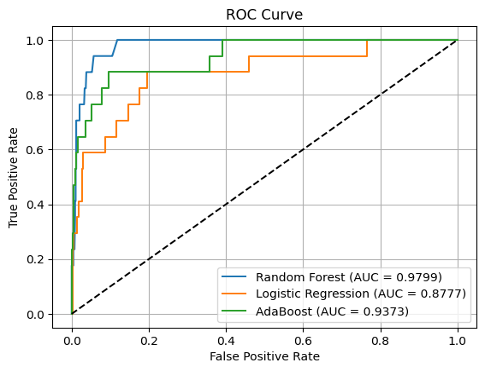 ROC Curve
True Positive Rate
1.0
0.8
0.6
0.4
0.2
0.0
Random Forest (AUC = 0.9799)
Logistic Regression (AUC = 0.8777)
AdaBoost (AUC = 0.9373)
0.0 0.2 0.4 0.6 0.8 1.0
False Positive Rate